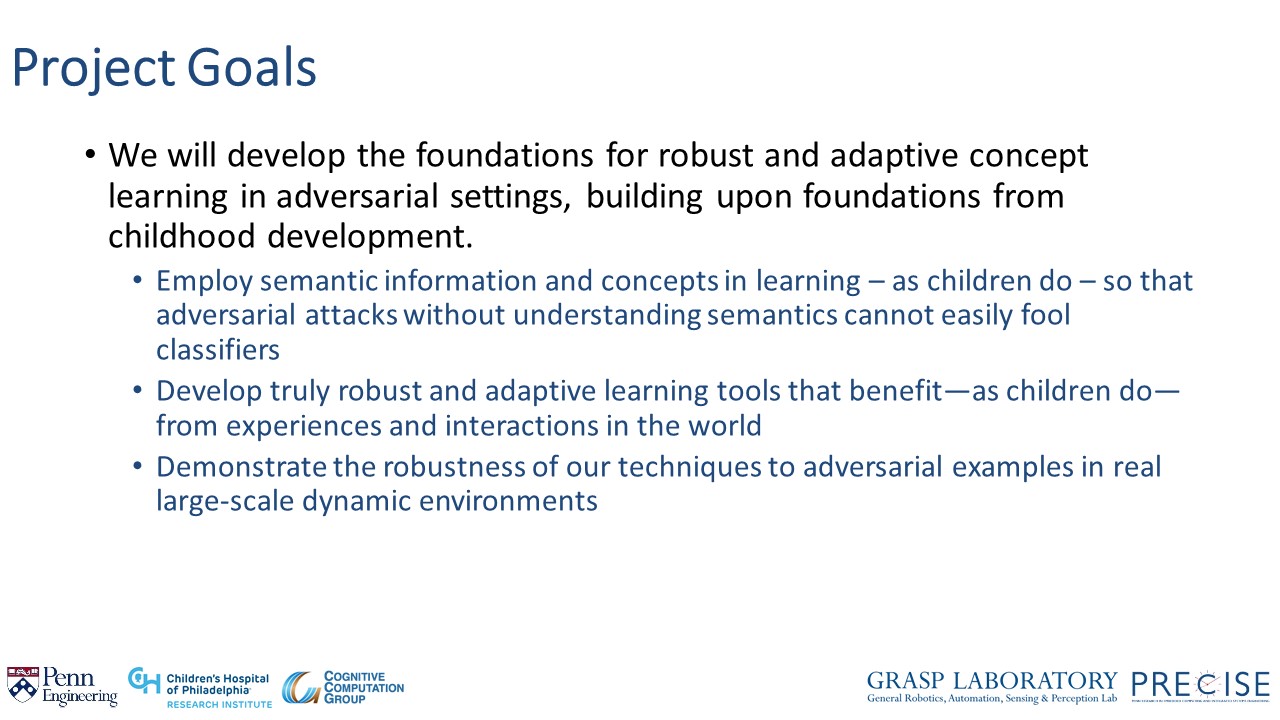 Project Goals
• We will develop the foundations for robust and adaptive concept
learning in adversarial settings, building upon foundations from
childhood development.
• Employ semantic information and concepts in learning – as children do – so that
adversarial attacks without understanding semantics cannot easily fool
classifiers
• Develop truly robust and adaptive learning tools that benefit—as children do—
from experiences and interactions in the world
• Demonstrate the robustness of our techniques to adversarial examples in real
large-scale dynamic environments
Penn
Engineering
CH
Children's Hospital
of Philadelphia
RESEARCH INSTITUTE
COGNITIVE
COMPUTATION
GROUP
GRASP LABORATORY
General Robotics, Automation, Sensing & Perception Lab
PRECISE